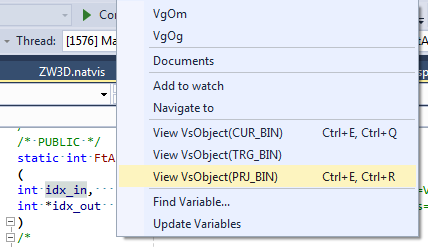 Con
VgOm
VgOg
Thread: [1576] Ma
Documents
ZW3D.natvis
Add to watch
Navigate to
/* PUBLIC */
View VsObject(CUR_BIN) Ctrl+E, Ctrl+Q
static int FtA
View VsObject(TRG_BIN)
(
View VsObject(PRJ_BIN) Ctrl+E, Ctrl+R
int idx_in,
Find Variable...
int *idx_out
Update Variables
)
/*